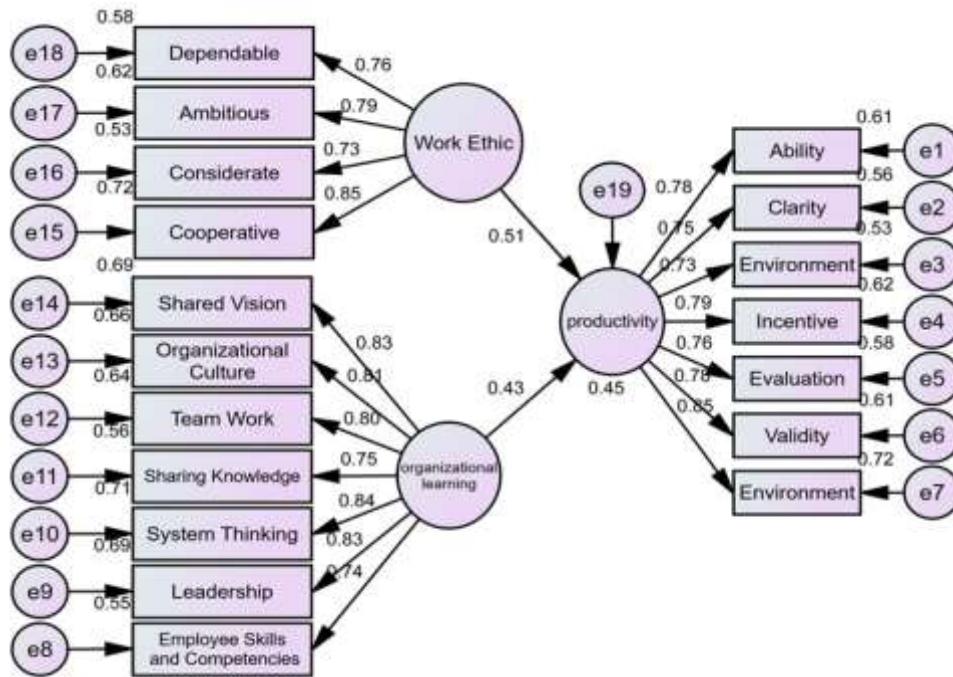 0.58
e18
Dependable
0.76
0.62
e17
Ambitious
0.79
0.53
e16
Considerate
0.73
0.72
e15
Cooperative
0.85
Work Ethic
0.51
0.69
e14
Shared Vision
0.83
0.66
e13
Organizational
Culture
0.81
0.64
e12
Team Work
0.80
0.56
e11
Sharing Knowledge
0.75
0.71
e10
System Thinking
0.84
0.69
e9
Leadership
0.83
0.55
e8
Employee Skills
and Competencies
0.74
organizational
learning
0.43
e19
productivity
0.45
0.61
0.78
Ability
e1
0.56
0.75
Clarity
e2
0.53
0.73
Environment
e3
0.62
0.79
Incentive
e4
0.58
0.76
Evaluation
e5
0.61
0.78
Validity
e6
0.72
0.85
Environment
e7